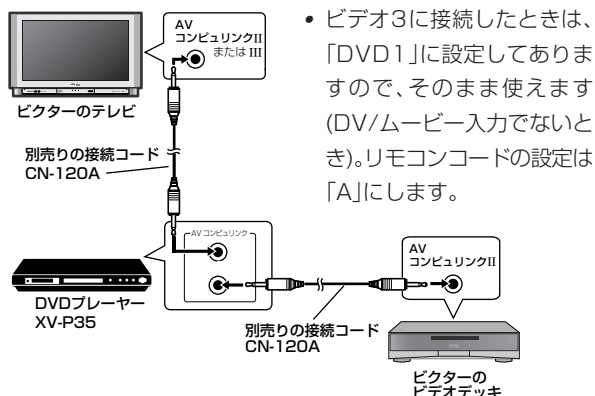 AV
コンピュリンクII
または III
ビクターのテレビ
別売りの接続コード
CN-120A
AV コンピュリンク
DVDプレーヤー
XV-P35
別売りの接続コード
CN-120A
AV
コンピュリンクII
ビクターの
ビデオデッキ
• ビデオ3に接続したときは、
「DVD1」に設定してありま
すので、そのまま使えます
(DV/ムービー入力でないと
き)。リモコンコードの設定は
「A」にします。